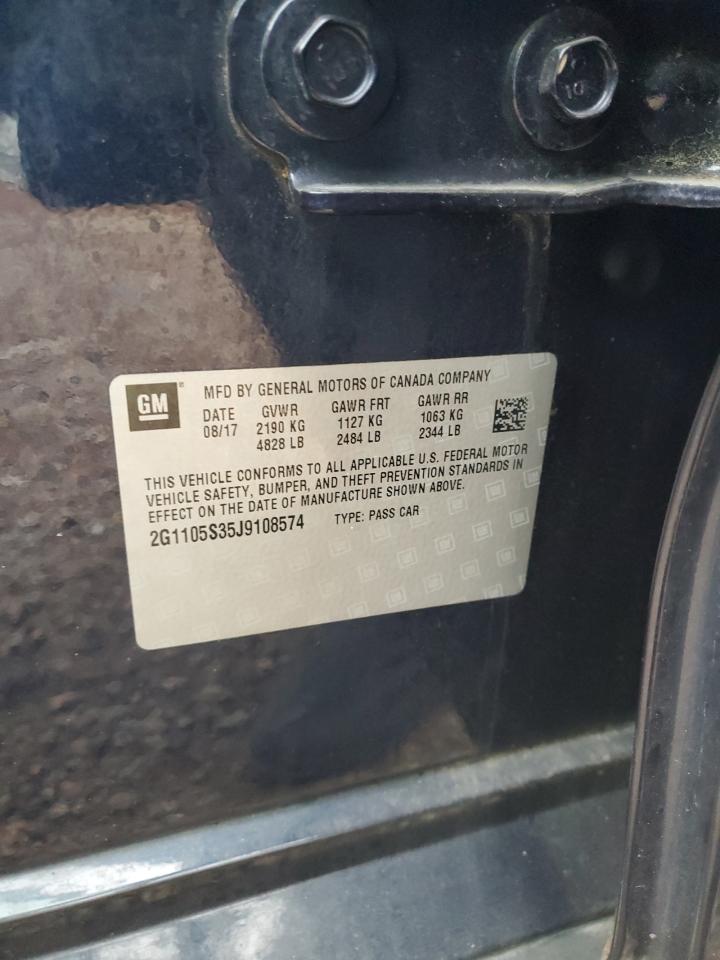 GM ® MFD BY GENERAL MOTORS OF CANADA COMPANY
DATE GVWR GAWR FRT GAWR RR
08/17 2190 KG 1127 KG 1063 KG
4828 LB 2484 LB 2344 LB
THIS VEHICLE CONFORMS TO ALL APPLICABLE U.S. FEDERAL MOTOR
VEHICLE SAFETY, BUMPER, AND THEFT PREVENTION STANDARDS IN
EFFECT ON THE DATE OF MANUFACTURE SHOWN ABOVE.
2G1105S35J9108574 TYPE: PASS CAR